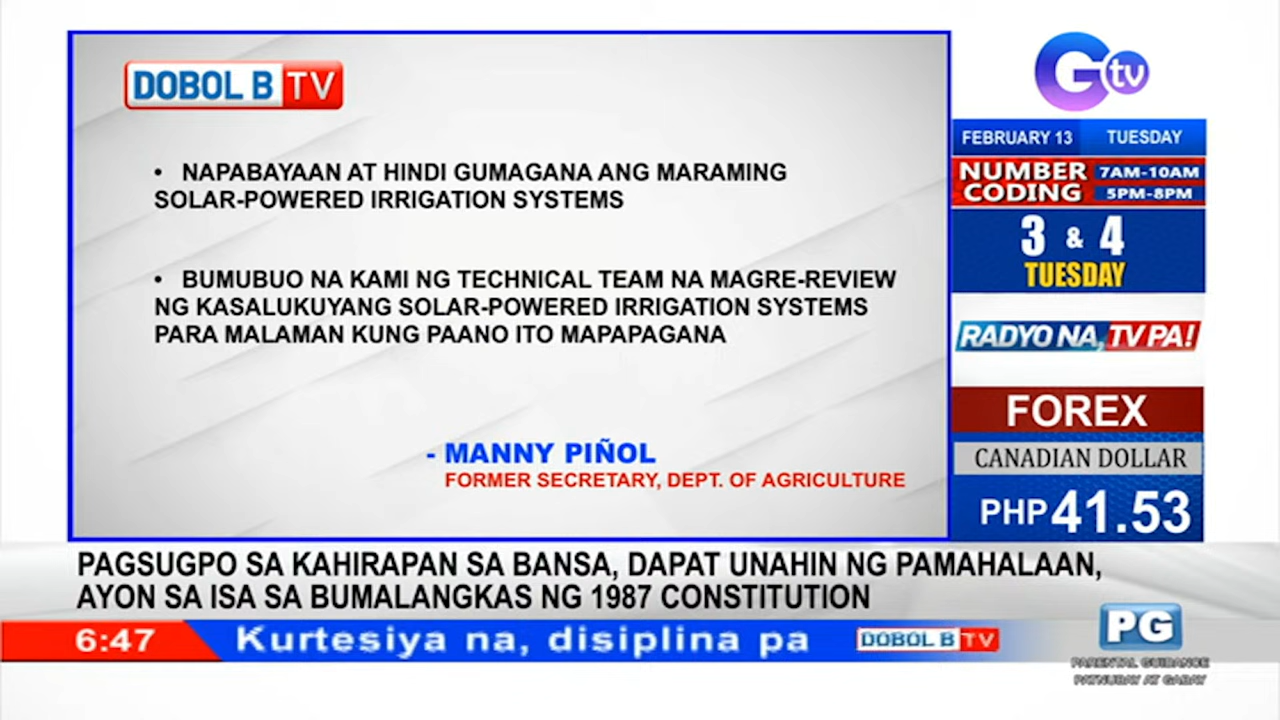 DOBOL B TV
• NAPABAYAAN AT HINDI GUMAGANA ANG MARAMING
SOLAR-POWERED IRRIGATION SYSTEMS
• BUMUBUO NA KAMI NG TECHNICAL TEAM NA MAGRE-REVIEW
NG KASALUKUYANG SOLAR-POWERED IRRIGATION SYSTEMS
PARA MALAMAN KUNG PAANO ITO MAPAPAGANA
- MANNY PIÑOL
FORMER SECRETARY, DEPT. OF AGRICULTURE
Gtv
FEBRUARY 13 TUESDAY
NUMBER CODING
7AM-10AM
5PM-8PM
3 & 4
TUESDAY
RADYO NA, TV PA!
FOREX
CANADIAN DOLLAR
PHP 41.53
PAGSUGPO SA KAHIRAPAN SA BANSA, DAPAT UNAHIN NG PAMAHALAAN,
AYON SA ISA SA BUMALANGKAS NG 1987 CONSTITUTION
6:47 Kurtesiya na, disiplina pa DOBOL B TV
PG
PARENTAL GUIDANCE
PATNUBAY AT GABAY